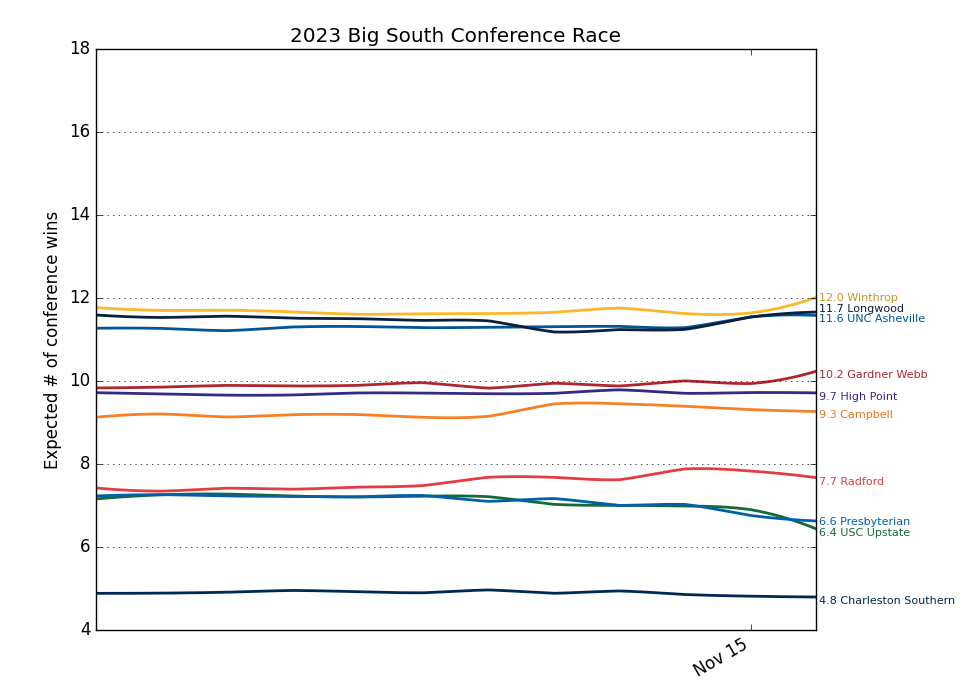 2023 Big South Conference Race
Expected # of conference wins
18
16
14
12
10
8
6
4
12.0 Winthrop
11.7 Longwood
11.6 UNC Asheville
10.2 Gardner Webb
9.7 High Point
9.3 Campbell
7.7 Radford
6.6 Presbyterian
6.4 USC Upstate
4.8 Charleston Southern
Nov 15